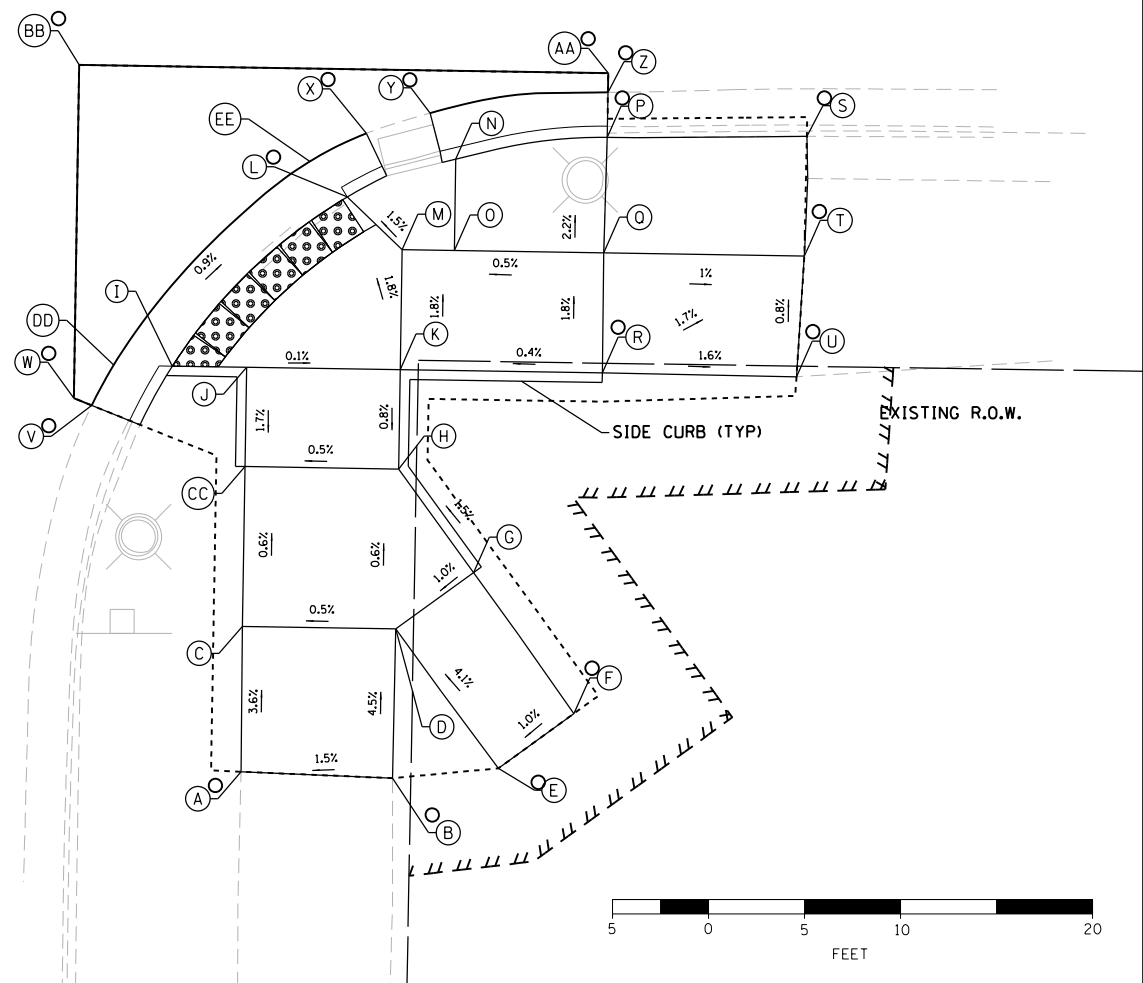 BB
AA
Z
X
Y
P
S
EE
N
L
M
O
Q
T
1.5%
2.2%
0.9%
0.5%
1%
1.8%
1.8%
1.8%
0.8%
I
1.7%
DD
K
R
U
W
0.1%
0.4%
1.6%
J
V
1.7%
0.8%
H
EXISTING R.O.W.
SIDE CURB (TYP)
0.5%
CC
1.5%
G
0.6%
0.6%
1.0%
0.5%
C
4.1%
F
3.6%
4.5%
D
1.0%
1.5%
A
E
B
5 0 5 10 20
FEET